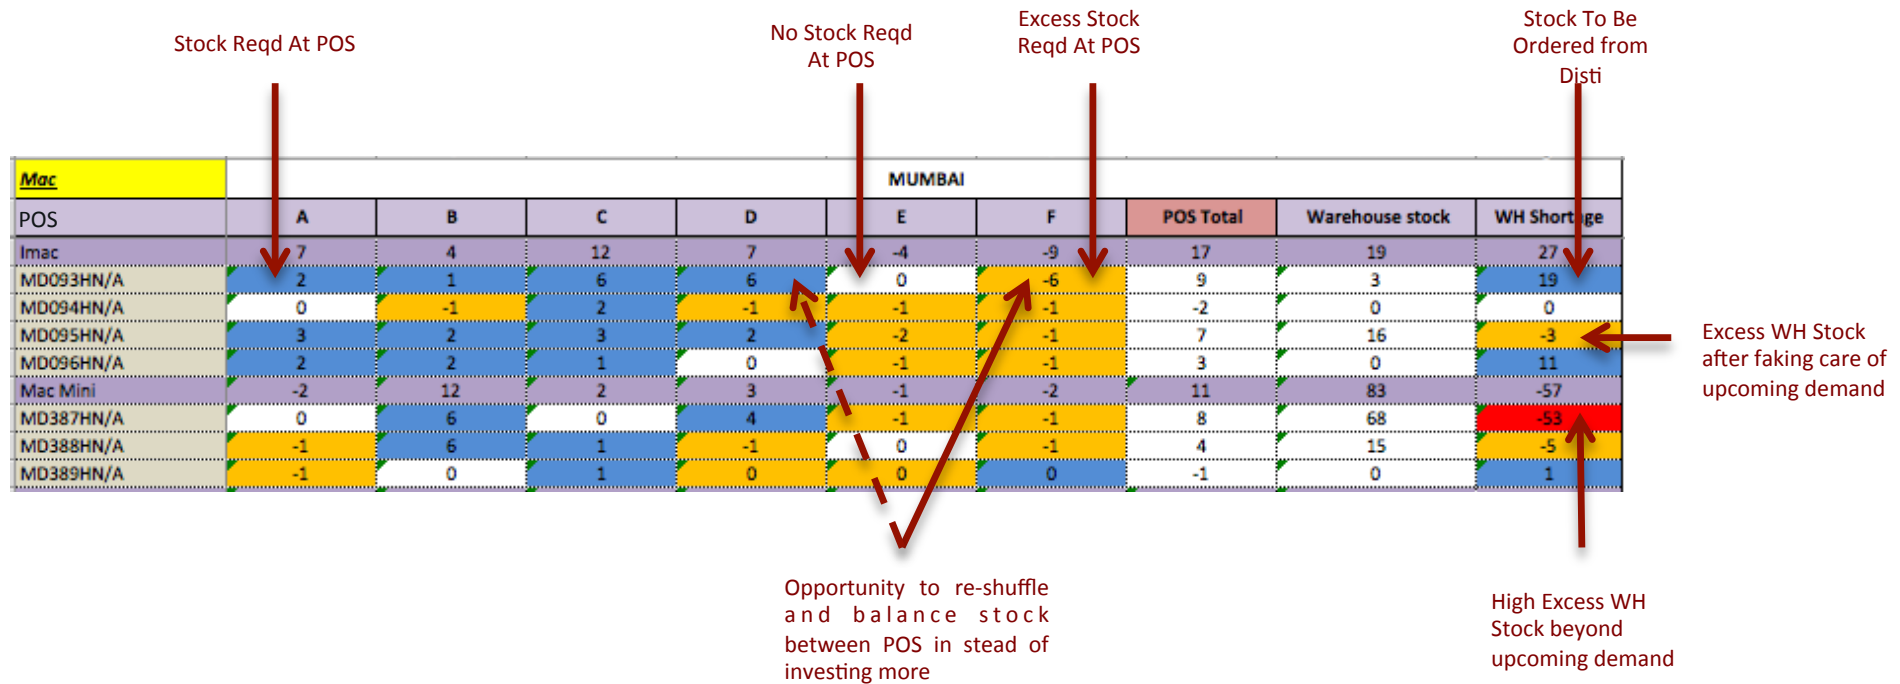 Stock Reqd At POS
No Stock Reqd
At POS
Excess Stock
Reqd At POS
Stock To Be
Ordered from
Disti
Mac MUMBAI
POS A B C D E F POS Total Warehouse stock WH Shortage
Imac 7 4 12 7 -4 -9 17 19 27
MD093HN/A 2 1 6 6 0 -6 9 3 19
MD094HN/A 0 -1 2 -1 -1 -1 -2 0 0
MD095HN/A 3 2 3 2 -2 -1 7 16 -3
MD096HN/A 2 2 1 0 -1 -1 3 0 11
Mac Mini -2 12 2 3 -1 -2 11 83 -57
MD387HN/A 0 6 0 4 -1 -1 8 68 -53
MD388HN/A -1 6 1 -1 0 -1 4 15 -5
MD389HN/A -1 0 1 0 0 0 -1 0 1
Excess WH Stock
after faking care of
upcoming demand
Opportunity to re-shuffle
and balance stock
between POS in stead of
investing more
High Excess WH
Stock beyond
upcoming demand